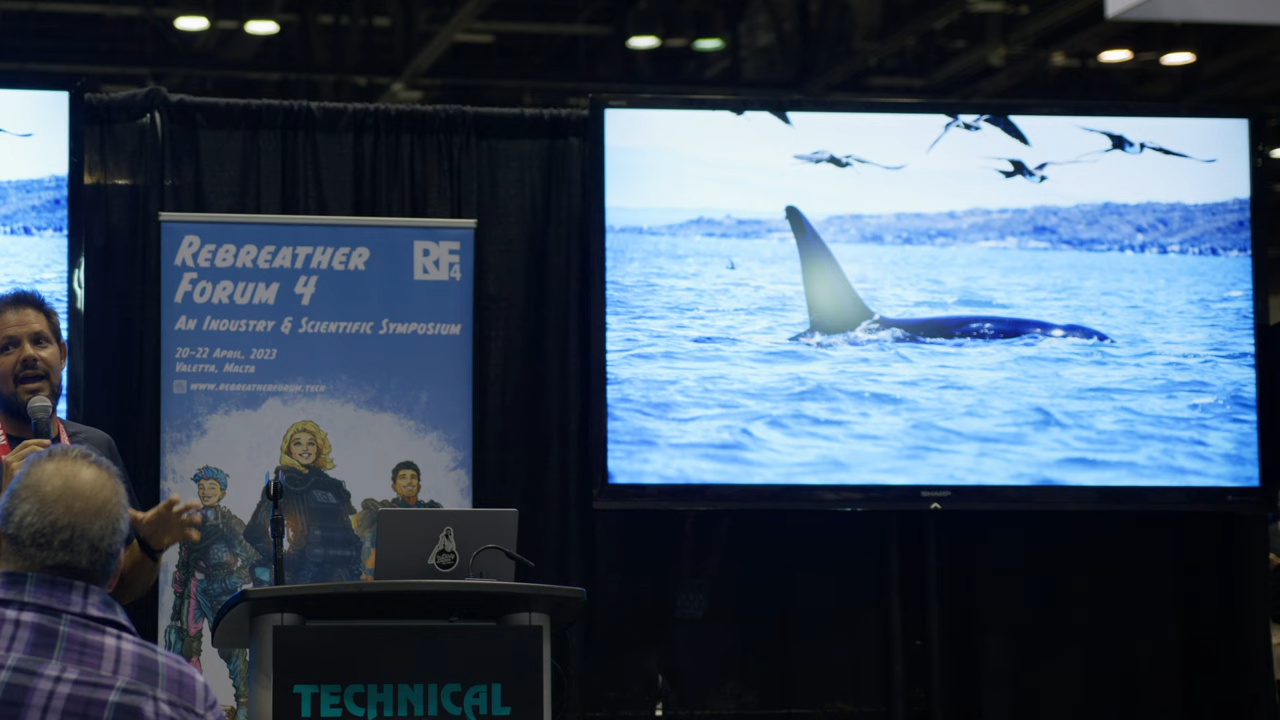 REBREATHER
FORUM 4
RF4
AN INDUSTRY & SCIENTIFIC SYMPOSIUM
20-22 APRIL, 2023
VALETTA, MALTA
WWW.REBREATHERFORUM.TECH
SHARP
TECHNICAL